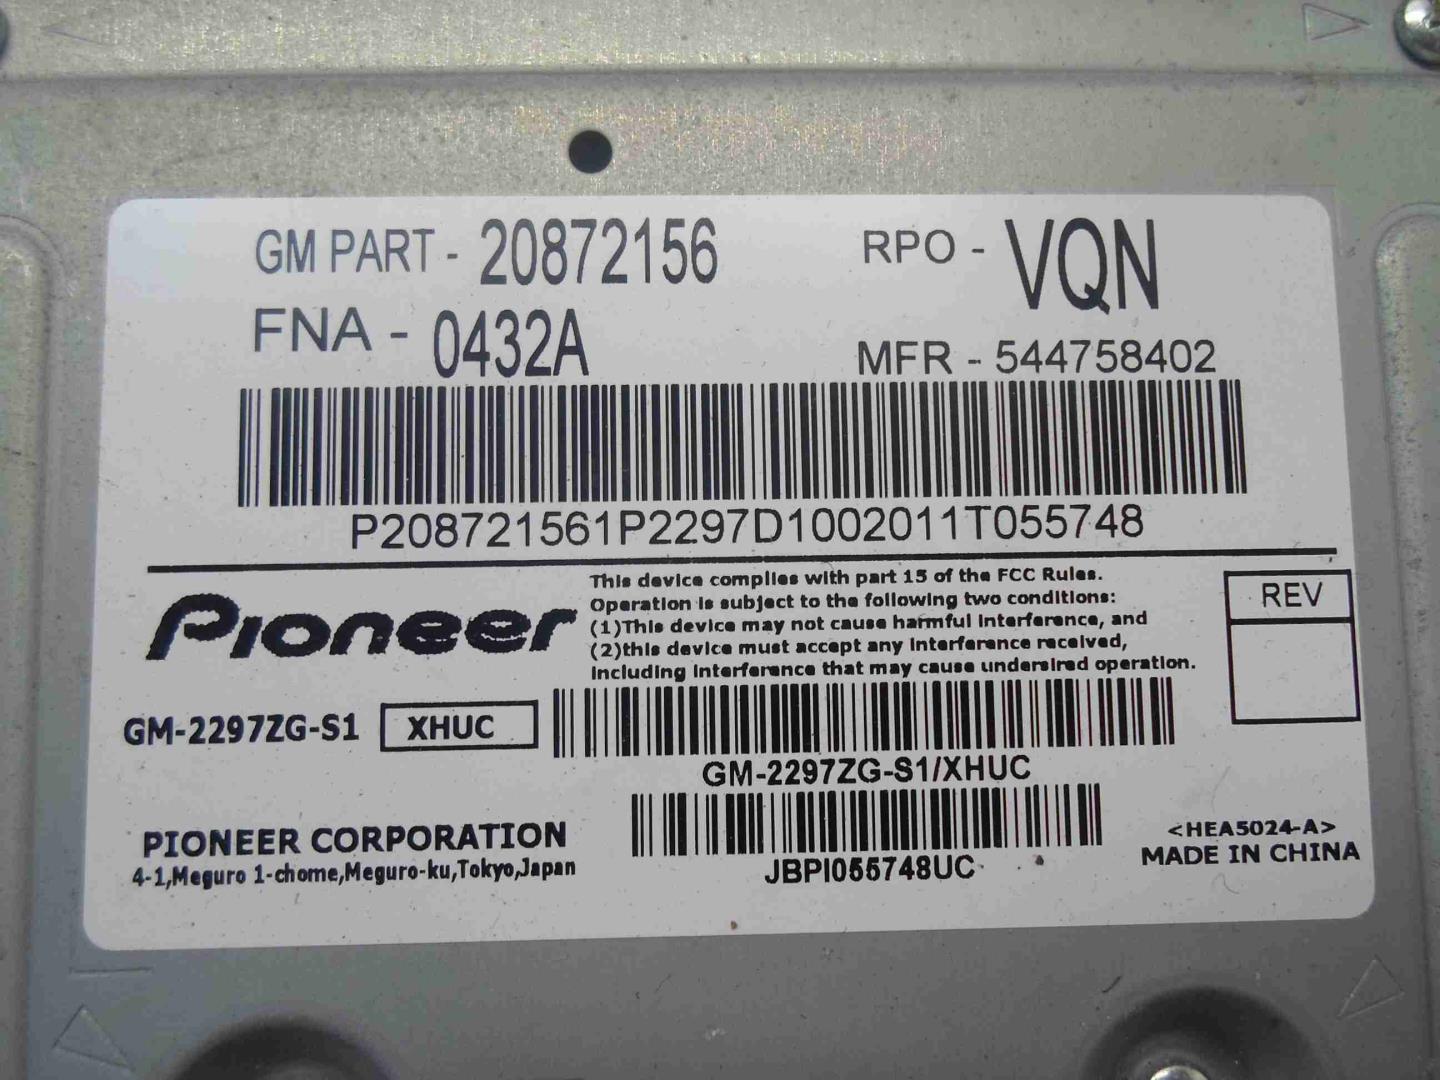 GM PART - 20872156 RPO - VQN
FNA - 0432A MFR - 544758402
P208721561P2297D1002011T055748
Pioneer
This device complies with part 15 of the FCC Rules.
Operation is subject to the following two conditions:
(1)This device may not cause harmful interference, and
(2)this device must accept any interference received,
including interference that may cause undersired operation.
REV
GM-2297ZG-S1 XHUC
GM-2297ZG-S1/XHUC
PIONEER CORPORATION
4-1,Meguro 1-chome,Meguro-ku,Tokyo,Japan
JBPI055748UC
<HEA5024-A>
MADE IN CHINA